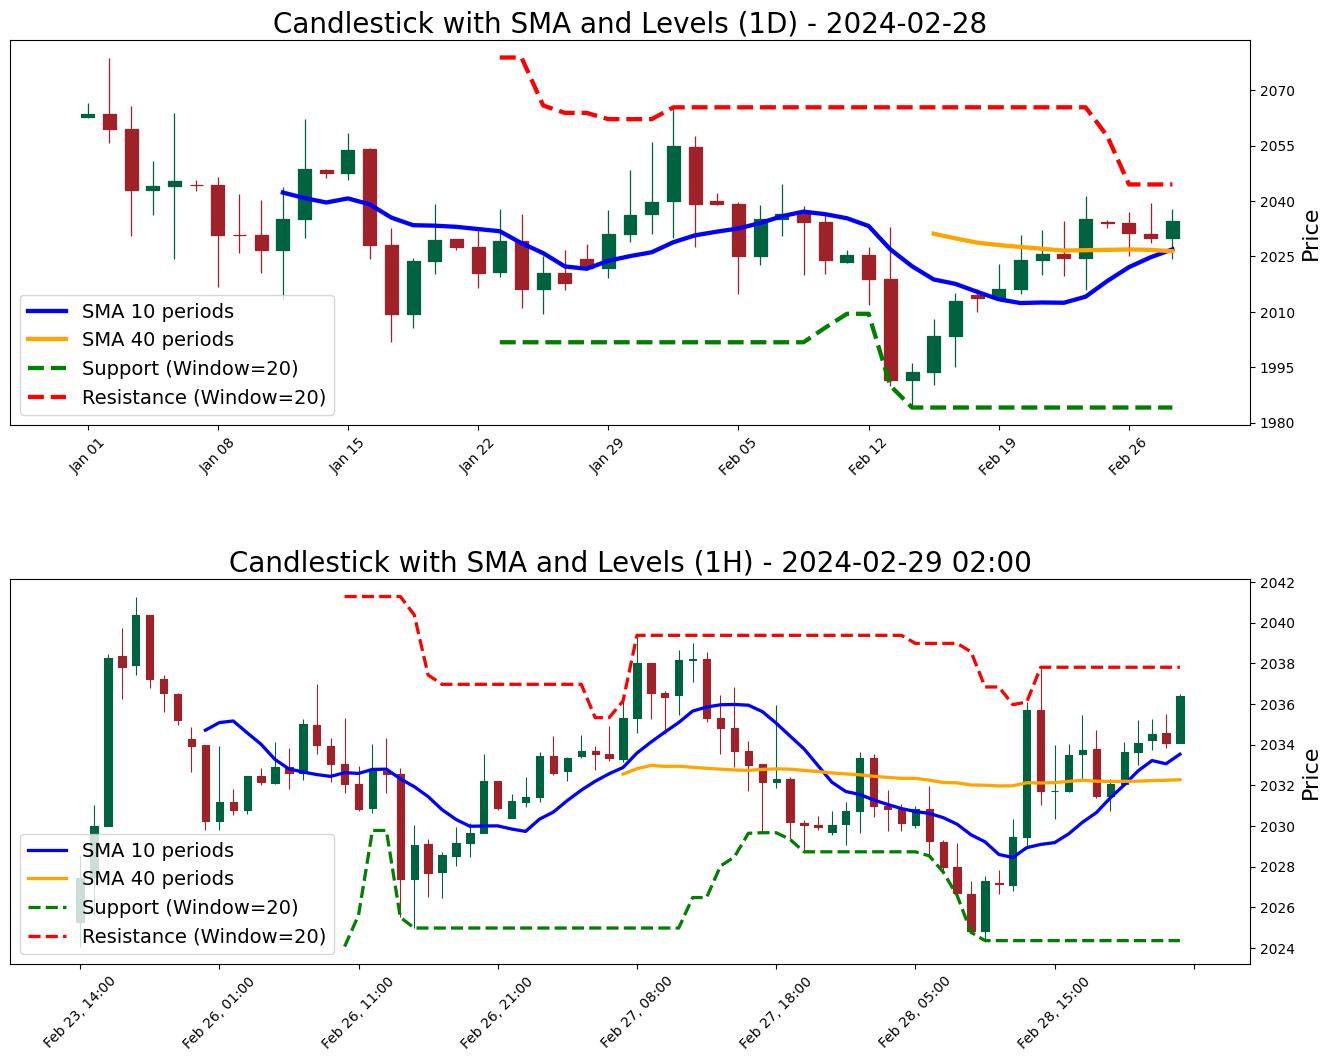 Candlestick with SMA and Levels (1D) - 2024-02-28
2070
2055
2040
2025
2010
1995
1980
Price
SMA 10 periods
SMA 40 periods
Support (Window=20)
Resistance (Window=20)
Jan 01
Jan 08
Jan 15
Jan 22
Jan 29
Feb 05
Feb 12
Feb 19
Feb 26
Candlestick with SMA and Levels (1H) - 2024-02-29 02:00
2042
2040
2038
2036
2034
2032
2030
2028
2026
2024
Price
SMA 10 periods
SMA 40 periods
Support (Window=20)
Resistance (Window=20)
Feb 23, 14:00
Feb 26, 01:00
Feb 26, 11:00
Feb 26, 21:00
Feb 27, 08:00
Feb 27, 18:00
Feb 28, 05:00
Feb 28, 15:00